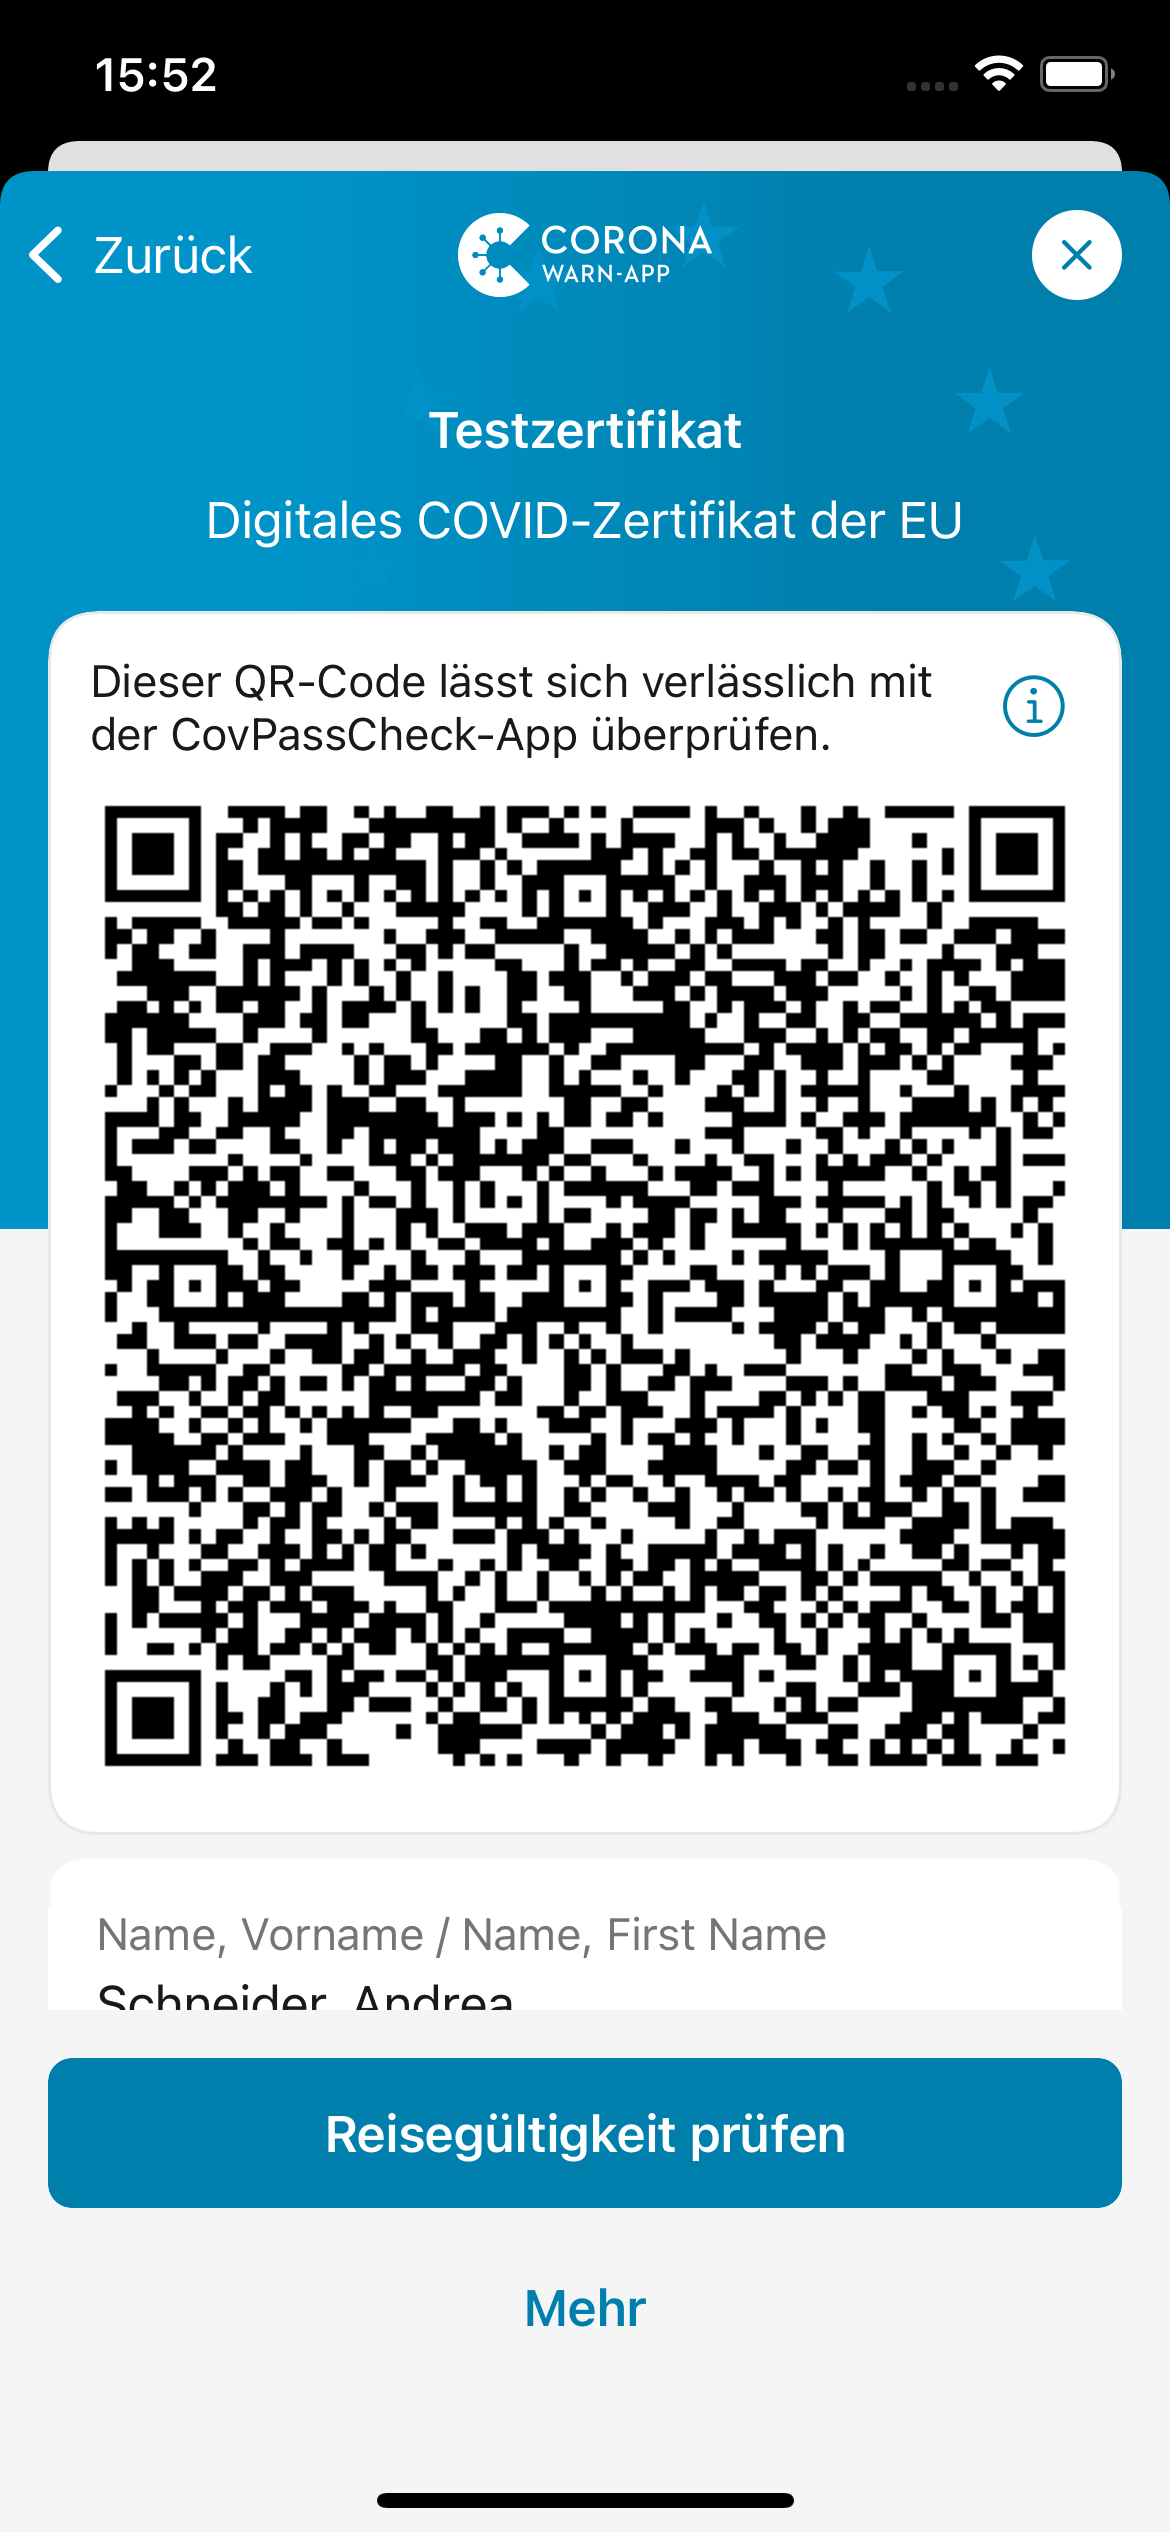 15:52
Zurück
CORONA
WARN-APP
Testzertifikat
Digitales COVID-Zertifikat der EU
Dieser QR-Code lässt sich verlässlich mit
der CovPassCheck-App überprüfen.
Name, Vorname / Name, First Name
Schneider, Andrea
Reisegültigkeit prüfen
Mehr